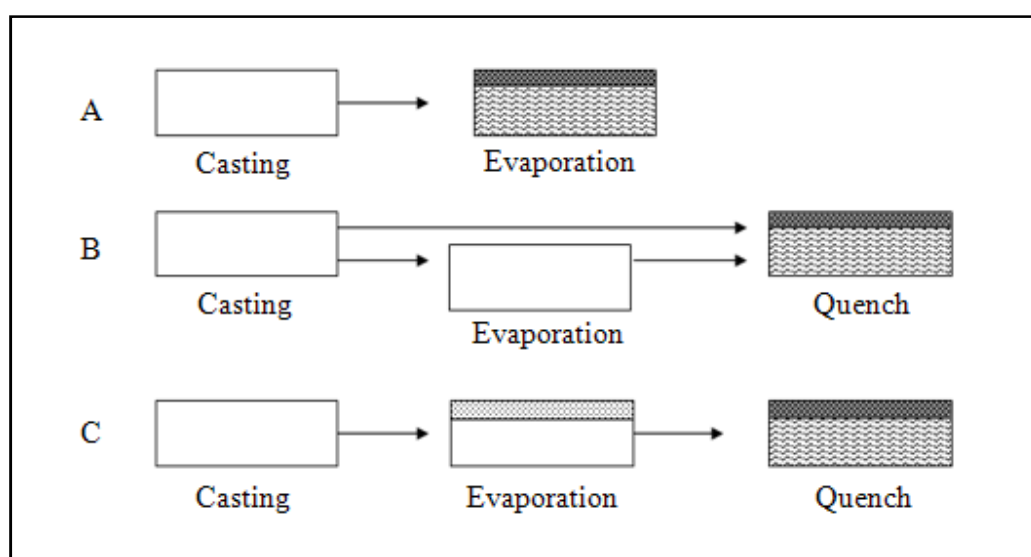 A
Casting
Evaporation
B
Casting
Evaporation
Quench
C
Casting
Evaporation
Quench